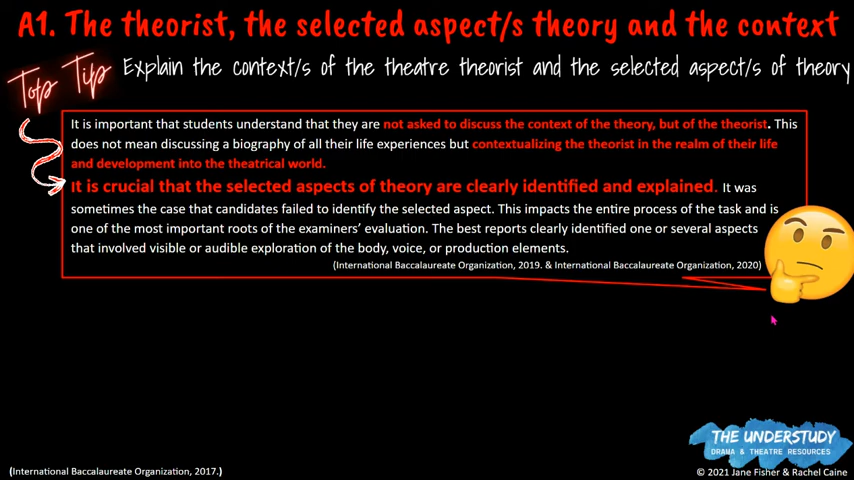 A1. The theorist, the selected aspect/s theory and the context
Top Tip
Explain the context/s of the theatre theorist and the selected aspect/s of theory
It is important that students understand that they are not asked to discuss the context of the theory, but of the theorist. This
does not mean discussing a biography of all their life experiences but contextualizing the theorist in the realm of their life
and development into the theatrical world.
It is crucial that the selected aspects of theory are clearly identified and explained. It was
sometimes the case that candidates failed to identify the selected aspect. This impacts the entire process of the task and is
one of the most important roots of the examiners' evaluation. The best reports clearly identified one or several aspects
that involved visible or audible exploration of the body, voice, or production elements.
(International Baccalaureate Organization, 2019. & International Baccalaureate Organization, 2020)
THE UNDERSTUDY
DRAMA & THEATRE RESOURCES
(International Baccalaureate Organization, 2017.)
© 2021 Jane Fisher & Rachel Caine